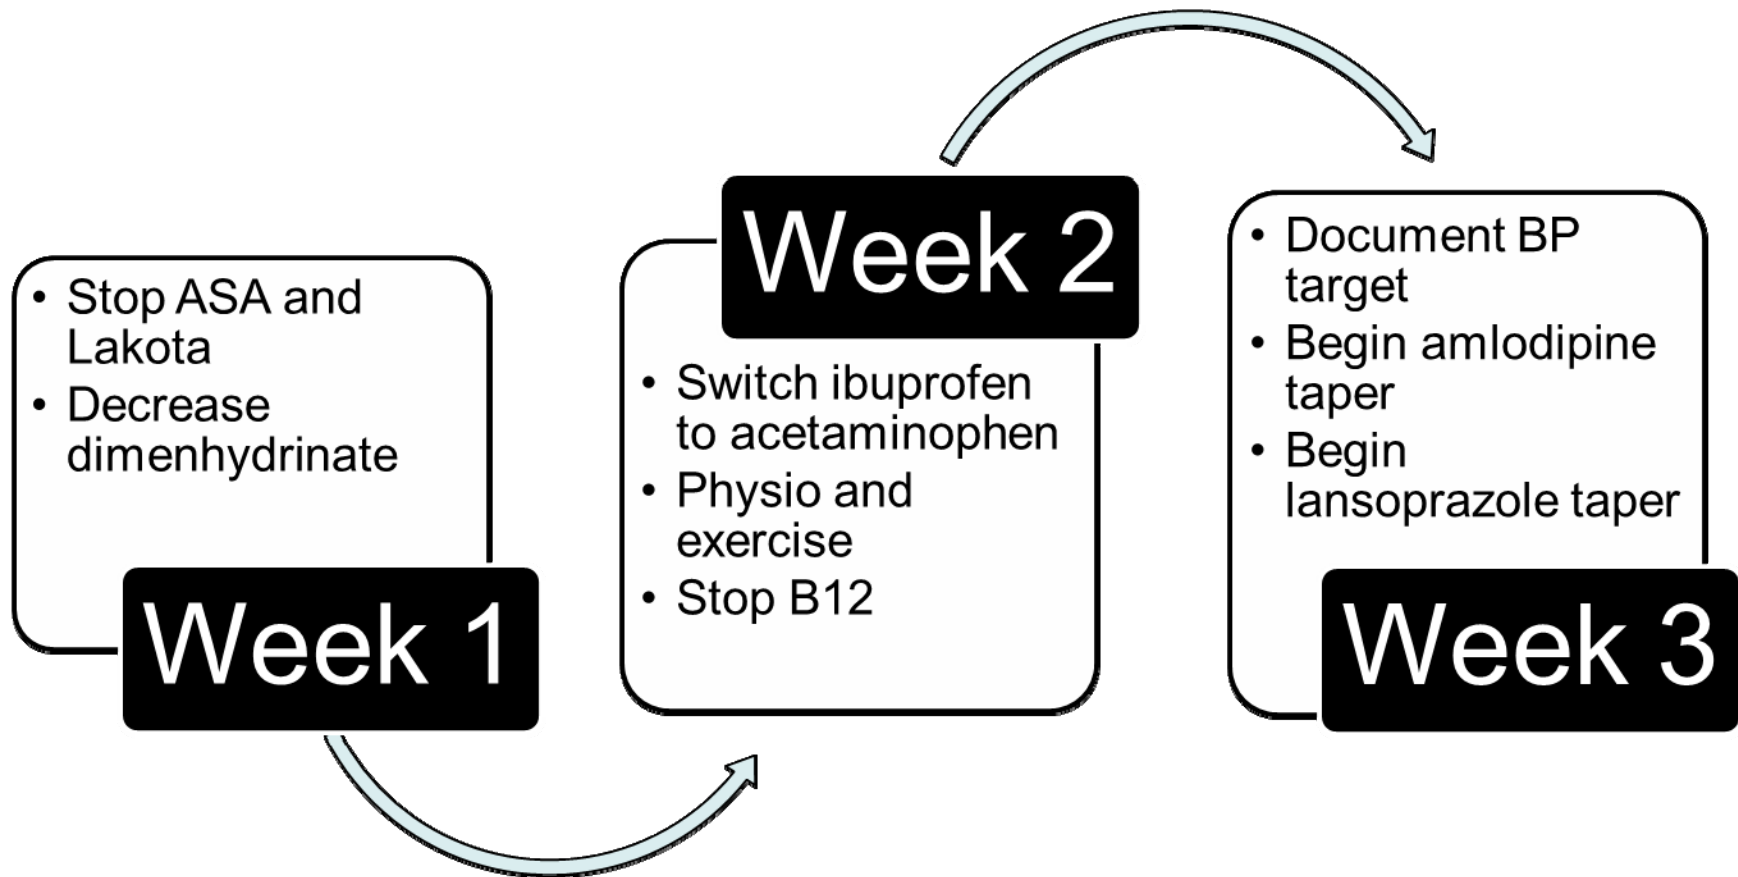 • Stop ASA and
Lakota
• Decrease
dimenhydrinate
Week 1
Week 2
• Switch ibuprofen
to acetaminophen
• Physio and
exercise
• Stop B12
• Document BP
target
• Begin amlodipine
taper
• Begin
lansoprazole taper
Week 3